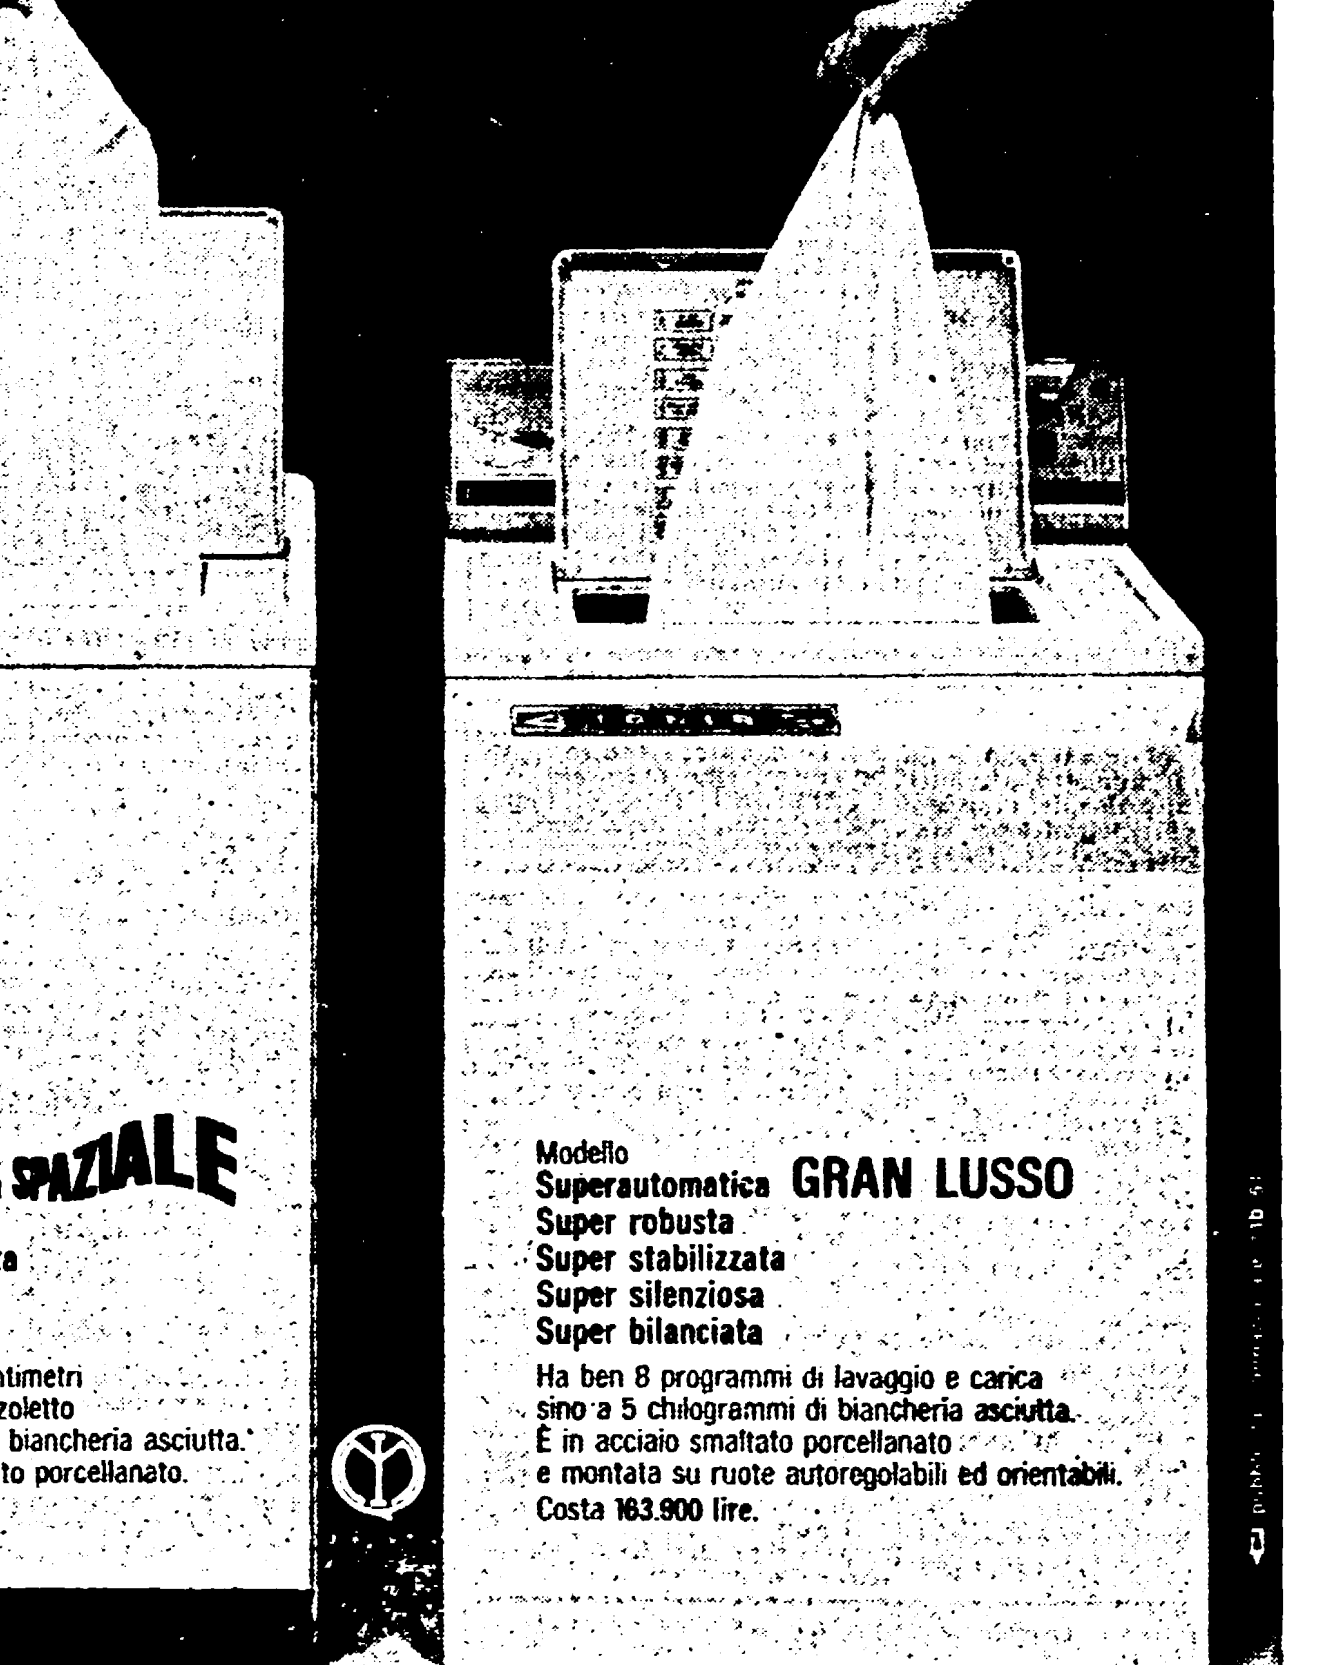 SPAZIALE
ntimetri
zoletto
biancheria asciutta.
to porcellanato.
Modello
Superautomatica GRAN LUSSO
Super robusta
Super stabilizzata
Super silenziosa
Super bilanciata
Ha ben 8 programmi di lavaggio e carica
sino a 5 chilogrammi di biancheria asciutta.
È in acciaio smaltato porcellanato
e montata su ruote autoregolabili ed orientabili.
Costa 163.900 lire.